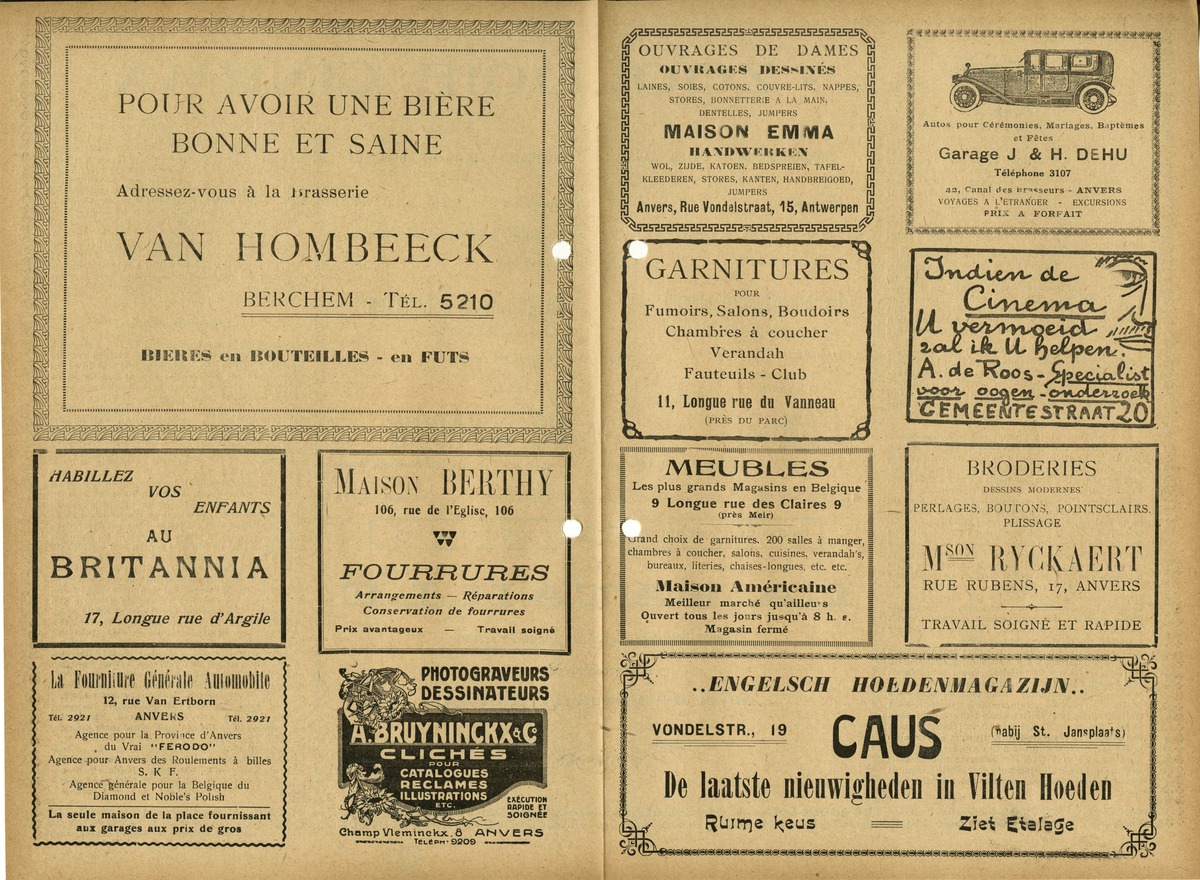 POUR AVOIR UNE BIÈRE
BONNE ET SAINE
Adressez-vous à la Brasserie
VAN HOMBEECK
BERCHEM - TÉL. 5210
BIERES en BOUTEILLES - en FUTS
HABILLEZ
VOS
ENFANTS
AU
BRITANNIA
17, Longue rue d'Argile
MAISON BERTHY
106, rue de l'Eglise, 106
FOURRURES
Arrangements — Réparations
Conservation de fourrures
Prix avantageux — Travail soigné
La Fourniture Générale Automobile
12, rue Van Ertborn
Tél. 2921 ANVERS Tél. 2921
Agence pour la Province d'Anvers
du Vrai "FERODO"
Agence pour Anvers des Roulements à billes
S. K. F.
Agence générale pour la Belgique du
Diamond et Noble's Polish
La seule maison de la place fournissant
aux garages aux prix de gros
PHOTOGRAVEURS
DESSINATEURS
A. BRUYNINCKX & Co
CLICHÉS
POUR
CATALOGUES
RECLAMES
ILLUSTRATIONS
ETC.
EXÉCUTION
RAPIDE ET
SOIGNÉE
Champ Vleminckx, 8 ANVERS
TELÉPH. 9209
OUVRAGES DE DAMES
OUVRAGES DESSINÉS
LAINES, SOIES, COTONS, COUVRE-LITS, NAPPES,
STORES, BONNETTERIE A LA MAIN,
DENTELLES, JUMPERS
MAISON EMMA
HANDWERKEN
WOL, ZIJDE, KATOEN, BEDSPREIEN, TAFEL-
KLEEDEREN, STORES, KANTEN, HANDBREIGOED,
JUMPERS
Anvers, Rue Vondelstraat, 15, Antwerpen
Autos pour Cérémonies, Mariages, Baptêmes
et Fêtes
Garage J & H. DEHU
Téléphone 3107
42, Canal des Brasseurs - ANVERS
VOYAGES A L'ETRANGER - EXCURSIONS
PRIX A FORFAIT
GARNITURES
POUR
Fumoirs, Salons, Boudoirs
Chambres à coucher
Verandah
Fauteuils - Club
11, Longue rue du Vanneau
(PRÈS DU PARC)
Indien de
Cinema
U vermoeid
zal ik U helpen.
A. de Roos - Specialist
voor oogen-onderzoek
GEMEENTESTRAAT 20
MEUBLES
Les plus grands Magasins en Belgique
9 Longue rue des Claires 9
(près Meir)
Grand choix de garnitures. 200 salles à manger,
chambres à coucher, salons, cuisines, verandah's,
bureaux, literies, chaises-longues, etc. etc.
Maison Américaine
Meilleur marché qu'ailleurs
Ouvert tous les jours jusqu'à 8 h. s.
Magasin fermé
BRODERIES
DESSINS MODERNES
PERLAGES, BOUTONS, POINTSCLAIRS,
PLISSAGE
MSON RYCKAERT
RUE RUBENS, 17, ANVERS
TRAVAIL SOIGNÉ ET RAPIDE
..ENGELSCH HOEDENMAGAZIJN..
VONDELSTR., 19 CAUS (nabij St. Jansplaats)
De laatste nieuwigheden in Vilten Hoeden
Ruime keus Ziet Etalage